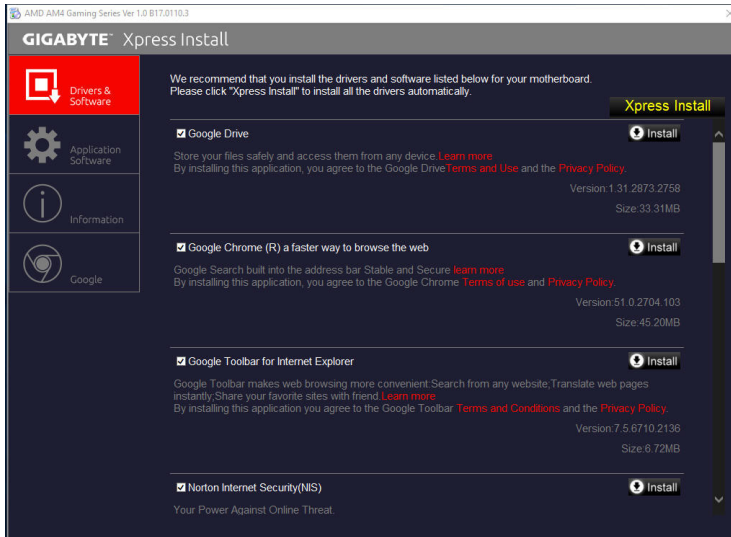 AMD AM4 Gaming Series Ver 1.0 B17.0110.3
GIGABYTE™ Xpress Install
Drivers &
Software
Application
Software
Information
Google
We recommend that you install the drivers and software listed below for your motherboard.
Please click "Xpress Install" to install all the drivers automatically.
Xpress Install
Google Drive
Install
Store your files safely and access them from any device.Learn more
By installing this application, you agree to the Google DriveTerms and Use and the Privacy Policy.
Version:1.31.2873.2758
Size:33.31MB
Google Chrome (R) a faster way to browse the web
Install
Google Search built into the address bar Stable and Secure learn more
By installing this application, you agree to the Google Chrome Terms of use and Privacy Policy.
Version:51.0.2704.103
Size:45.20MB
Google Toolbar for Internet Explorer
Install
Google Toolbar makes web browsing more convenient:Search from any website;Translate web pages
instantly;Share your favorite sites with friend.Learn more
By installing this application you agree to the Google Toolbar Terms and Conditions and the Privacy Policy.
Version:7.5.6710.2136
Size:6.72MB
Norton Internet Security(NIS)
Install
Your Power Against Online Threat.